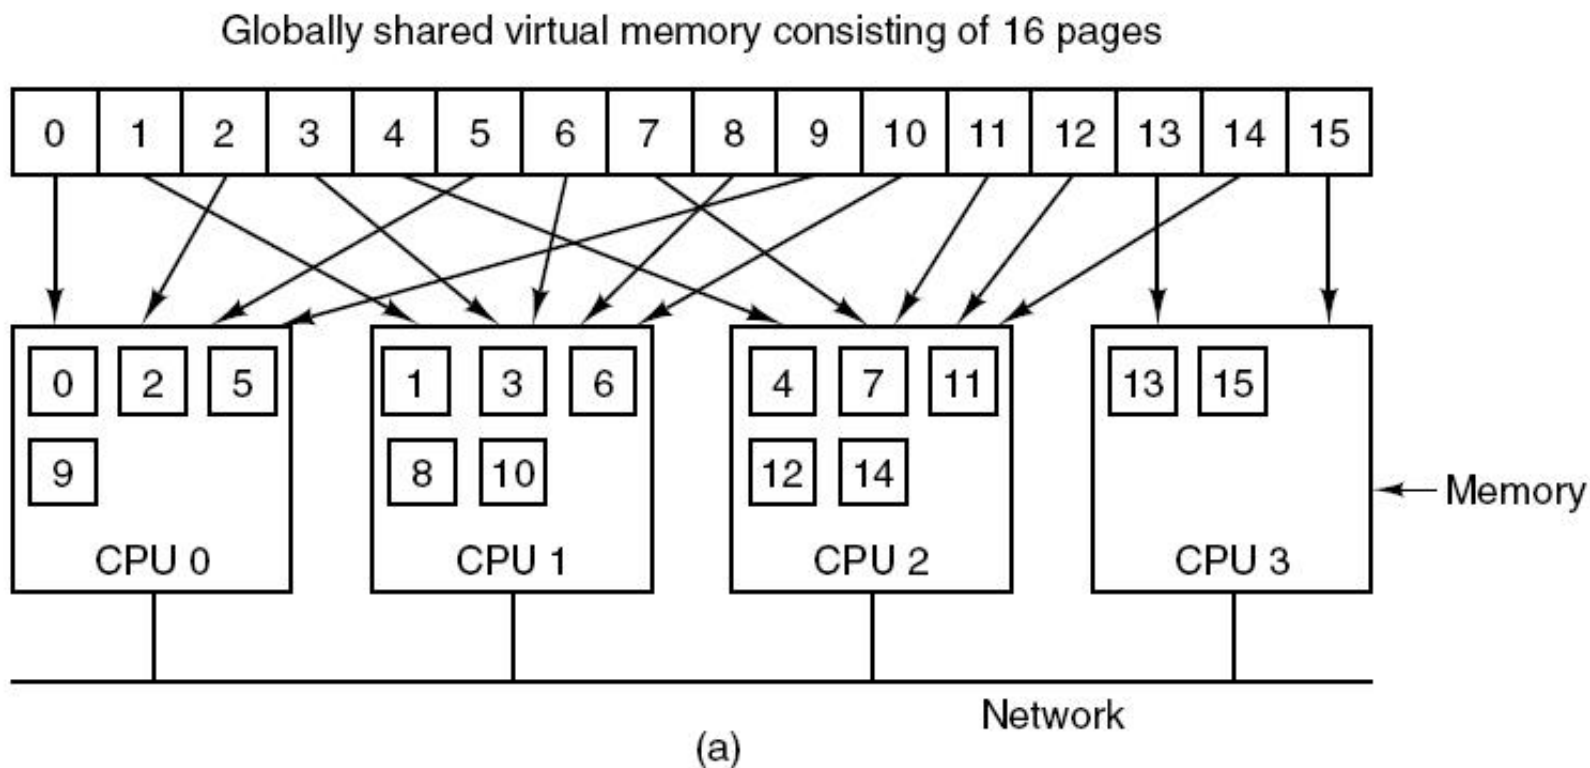 Globally shared virtual memory consisting of 16 pages
0 1 2 3 4 5 6 7 8 9 10 11 12 13 14 15
0 2 5 1 3 6 4 7 11 13 15
9 8 10 12 14
Memory
CPU 0 CPU 1 CPU 2 CPU 3
Network
(a)